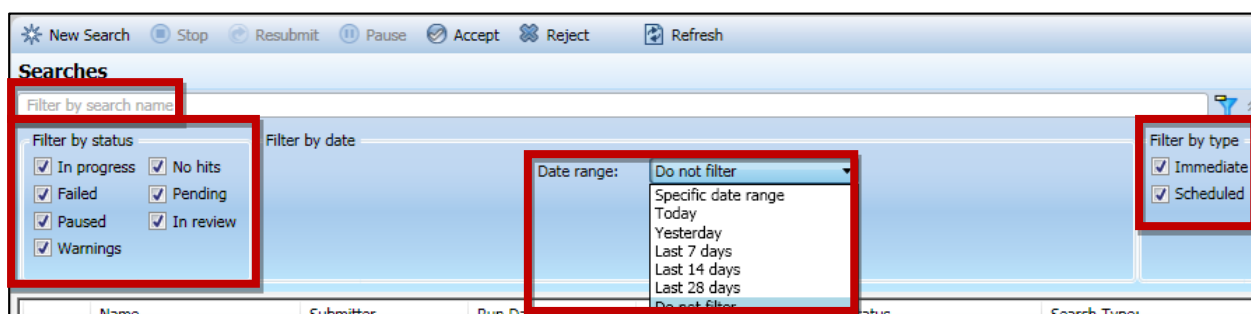 New Search Stop Resubmit Pause Accept Reject Refresh
Searches
Filter by search name
Filter by status
In progress No hits
Failed Pending
Paused In review
Warnings
Filter by date
Date range: Do not filter
Specific date range
Today
Yesterday
Last 7 days
Last 14 days
Last 28 days
Do not filter
Filter by type
Immediate
Scheduled
Name Submitter Run Da Search Type